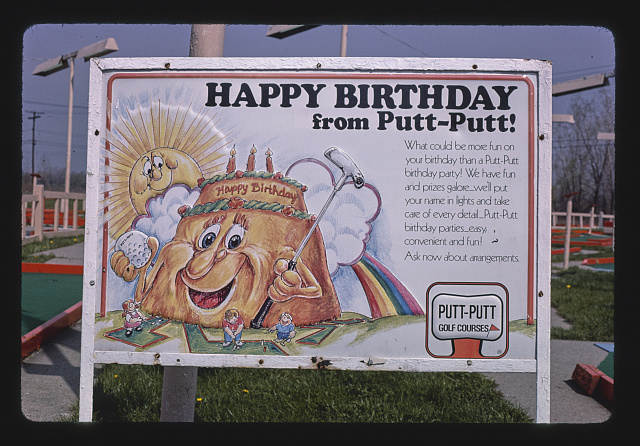 HAPPY BIRTHDAY
from Putt-Putt!
What could be more fun on
your birthday than a Putt-Putt
birthday party! We have fun
and prizes galore...we'll put
your name in lights and take
care of every detail...Putt-Putt
birthday parties...easy,
convenient and fun!
Ask now about arrangements.
Happy Birthday
PUTT-PUTT
GOLF COURSES